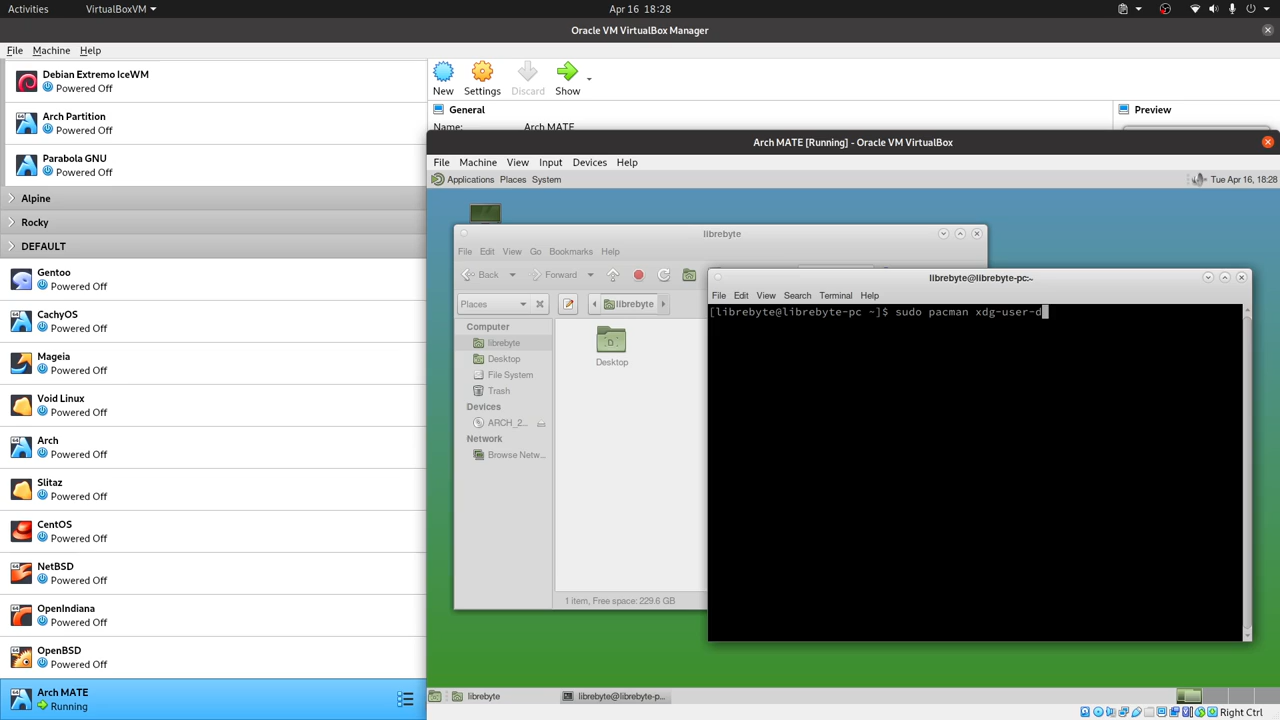 Activities
VirtualBoxVM
Apr 16 18:28
Oracle VM VirtualBox Manager
File Machine Help
Debian Extremo IceWM
Powered Off
Arch Partition
Powered Off
Parabola GNU
Powered Off
Alpine
Rocky
DEFAULT
Gentoo
Powered Off
CachyOS
Powered Off
Mageia
Powered Off
Void Linux
Powered Off
Arch
Powered Off
Slitaz
Powered Off
CentOS
Powered Off
NetBSD
Powered Off
OpenIndiana
Powered Off
OpenBSD
Powered Off
Arch MATE
Running
New Settings Discard Show
General
Preview
Name: Arch MATE
Arch MATE [Running] - Oracle VM VirtualBox
File Machine View Input Devices Help
Applications Places System
Tue Apr 16, 18:28
librebyte
File Edit View Go Bookmarks Help
Back Forward
Places
librebyte
Computer
librebyte
Desktop
File System
Trash
Devices
ARCH_2...
Network
Browse Netw...
D
Desktop
1 item, Free space: 229.6 GB
librebyte@librebyte-pc:~
File Edit View Search Terminal Help
[librebyte@librebyte-pc ~]$ sudo pacman xdg-user-d
librebyte
librebyte@librebyte-p...
Right Ctrl